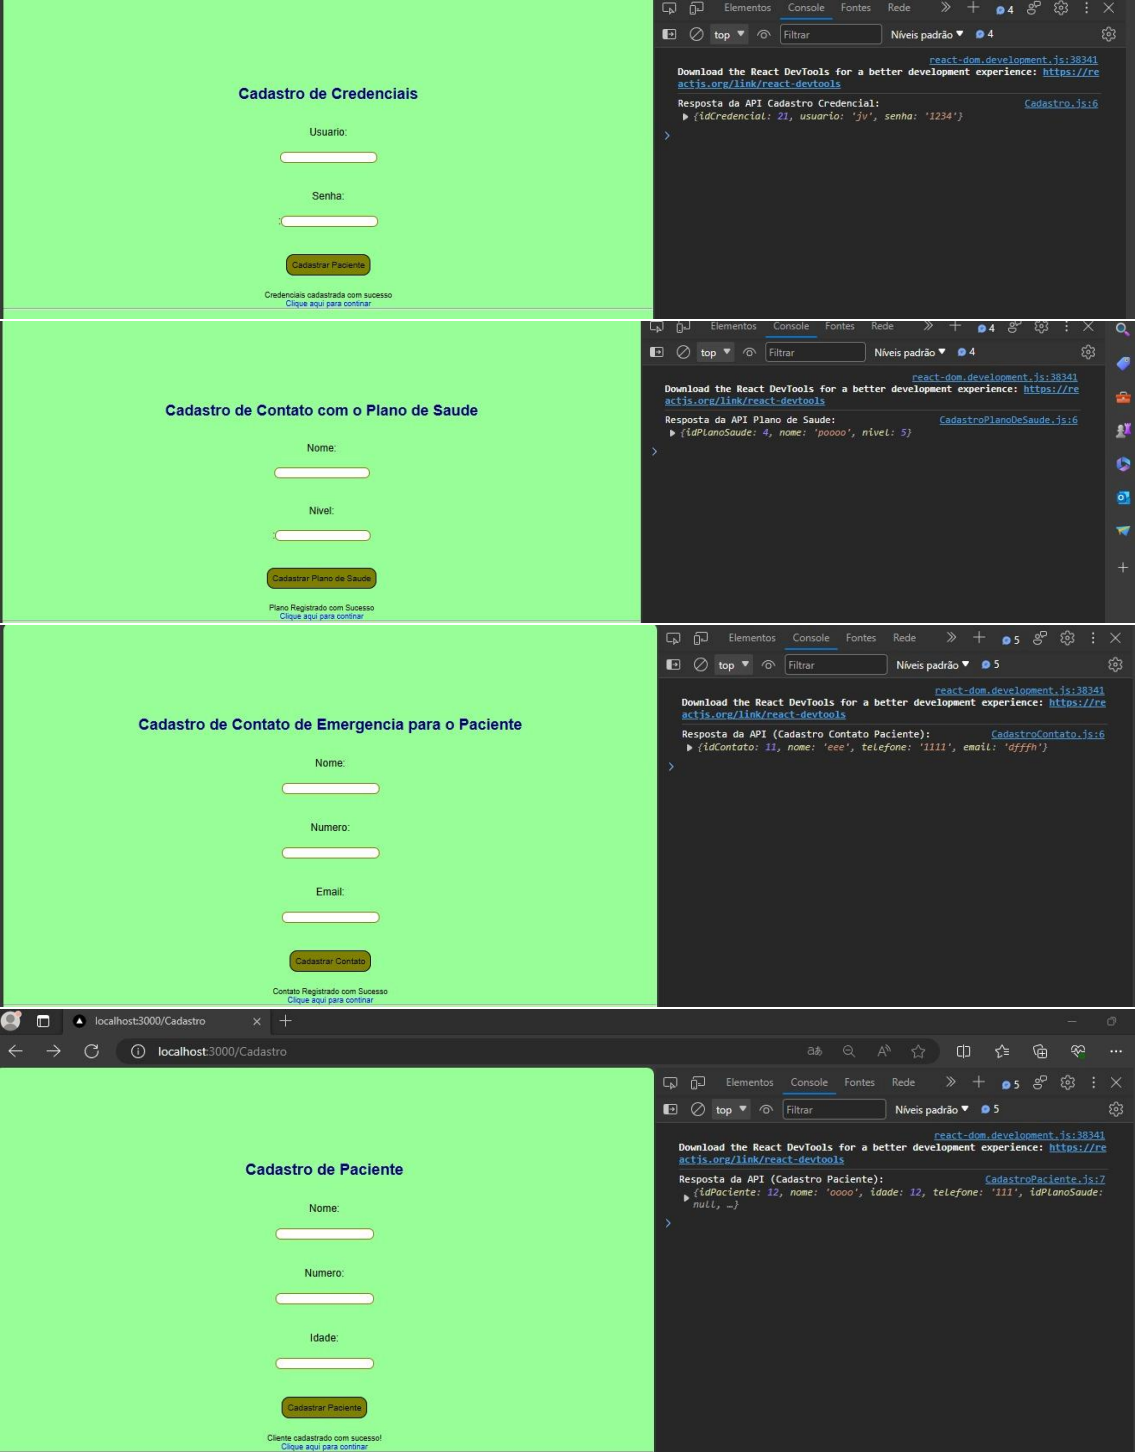 Elementos Console Fontes Rede 4
top Filtrar Níveis padrão 4
react-dom.development.js:38341
Download the React DevTools for a better development experience: https://re
actjs.org/link/react-devtools
Cadastro de Credenciais
Resposta da API Cadastro Credencial: Cadastro.js:6
{idCredencial: 21, usuario: 'jv', senha: '1234'}
Usuario:
Senha:
:
Cadastrar Paciente
Credenciais cadastrada com sucesso
Clique aqui para continar
Elementos Console Fontes Rede 4
top Filtrar Níveis padrão 4
react-dom.development.js:38341
Download the React DevTools for a better development experience: https://re
actjs.org/link/react-devtools
Cadastro de Contato com o Plano de Saude
Resposta da API Plano de Saude: CadastroPlanoDeSaude.js:6
{idPlanoSaude: 4, nome: 'poooo', nivel: 5}
Nome:
Nivel:
:
Cadastrar Plano de Saude
Plano Registrado com Sucesso
Clique aqui para continar
Elementos Console Fontes Rede 5
top Filtrar Níveis padrão 5
react-dom.development.js:38341
Download the React DevTools for a better development experience: https://re
actjs.org/link/react-devtools
Cadastro de Contato de Emergencia para o Paciente
Resposta da API (Cadastro Contato Paciente): CadastroContato.js:6
{idContato: 11, nome: 'eee', telefone: '1111', email: 'dfffh'}
Nome:
Numero:
Email:
Cadastrar Contato
Contato Registrado com Sucesso
Clique aqui para continar
localhost:3000/Cadastro
localhost:3000/Cadastro
Elementos Console Fontes Rede 5
top Filtrar Níveis padrão 5
react-dom.development.js:38341
Download the React DevTools for a better development experience: https://re
actjs.org/link/react-devtools
Cadastro de Paciente
Resposta da API (Cadastro Paciente): CadastroPaciente.js:7
{idPaciente: 12, nome: 'oooo', idade: 12, telefone: '111', idPlanoSaude:
null, …}
Nome:
Numero:
Idade:
Cadastrar Paciente
Cliente cadastrado com sucesso!
Clique aqui para continar